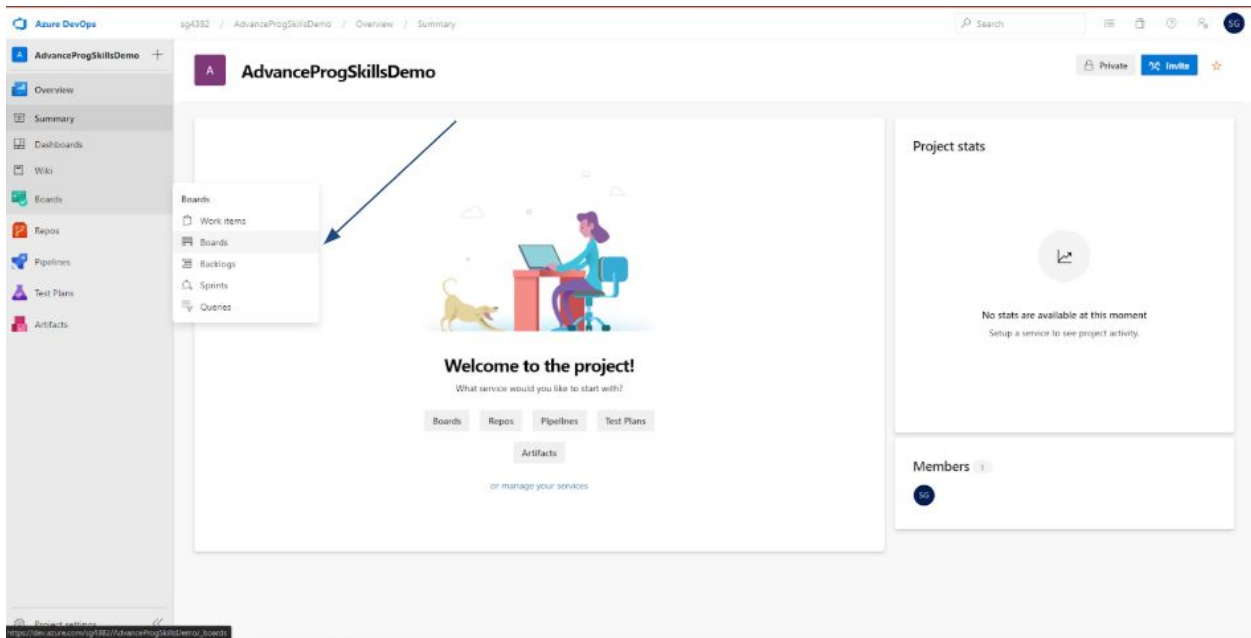 Azure DevOps
sg4382 / AdvanceProgSkillsDemo / Overview / Summary
Search
SG
A AdvanceProgSkillsDemo +
Overview
Summary
Dashboards
Wiki
Boards
Repos
Pipelines
Test Plans
Artifacts
Project settings
https://dev.azure.com/sg4382/AdvanceProgSkillsDemo/_boards
A AdvanceProgSkillsDemo
Private
Invite
Boards
Work items
Boards
Backlogs
Sprints
Queries
Welcome to the project!
What service would you like to start with?
Boards Repos Pipelines Test Plans
Artifacts
or manage your services
Project stats
No stats are available at this moment
Setup a service to see project activity.
Members 1
SG